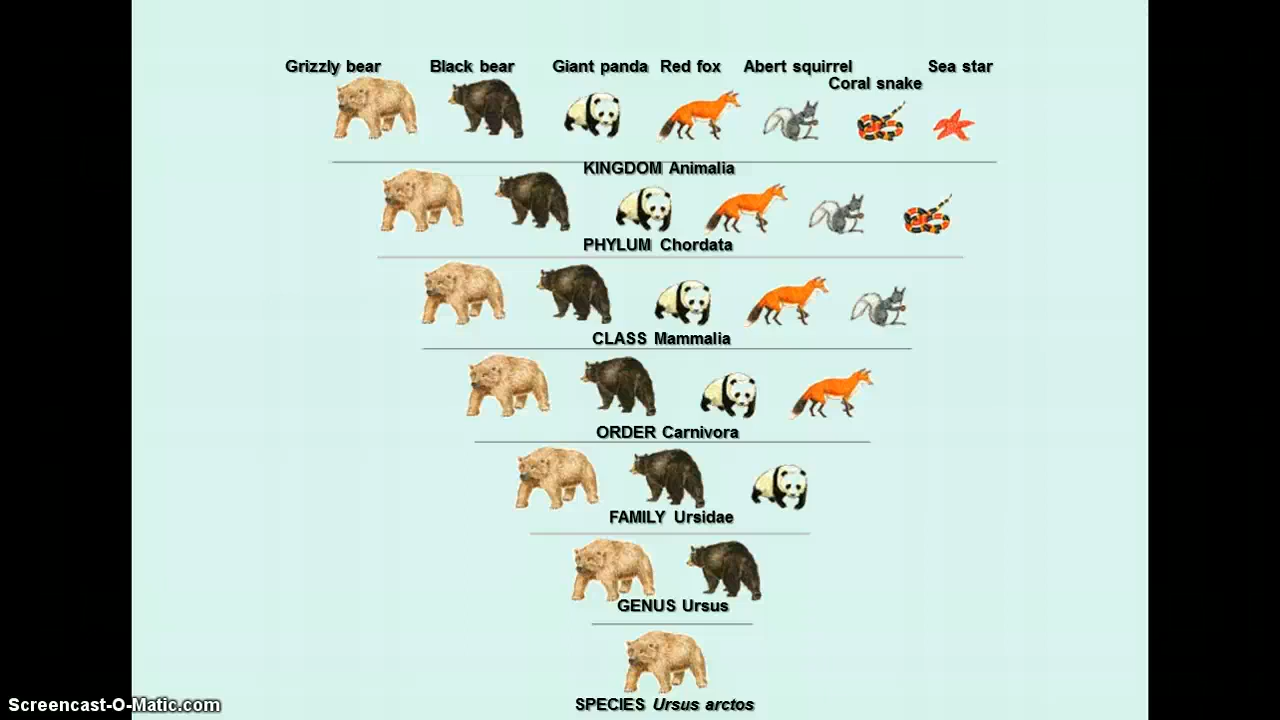 Grizzly bear Black bear Giant panda Red fox Abert squirrel Sea star
Coral snake
KINGDOM Animalia
PHYLUM Chordata
CLASS Mammalia
ORDER Carnivora
FAMILY Ursidae
GENUS Ursus
SPECIES Ursus arctos
Screencast-O-Matic.com